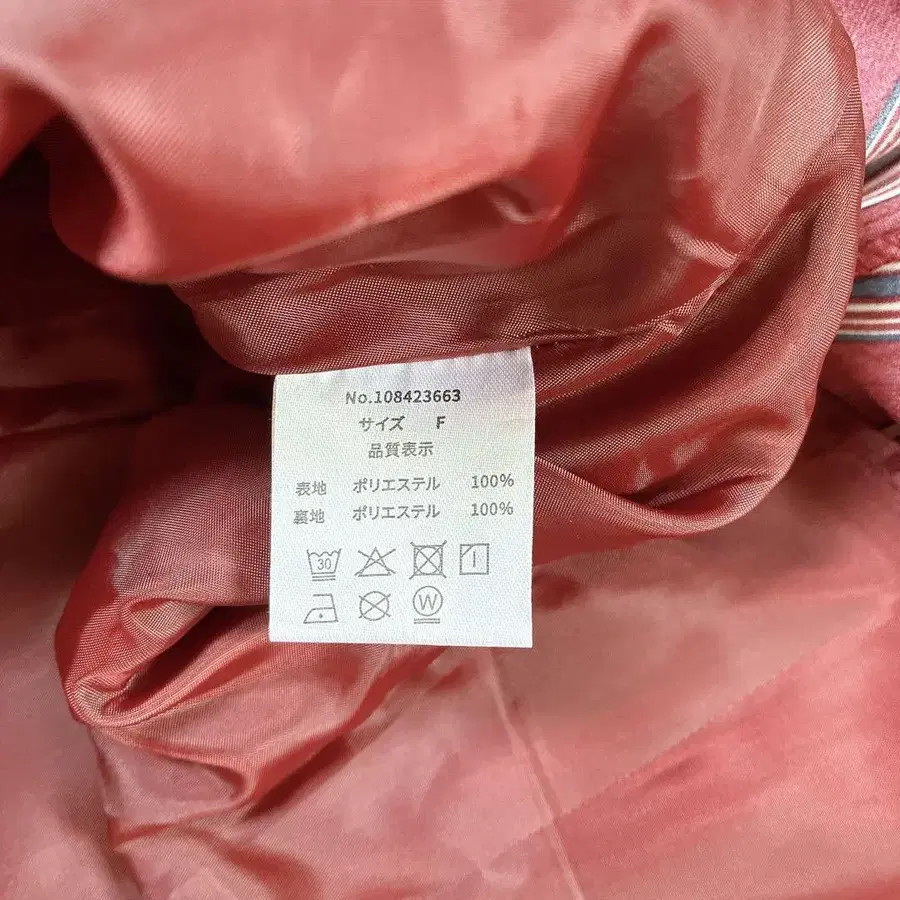 No.108423663
サイズ F
品質表示
表地 ポリエステル 100%
裏地 ポリエステル 100%
30
W